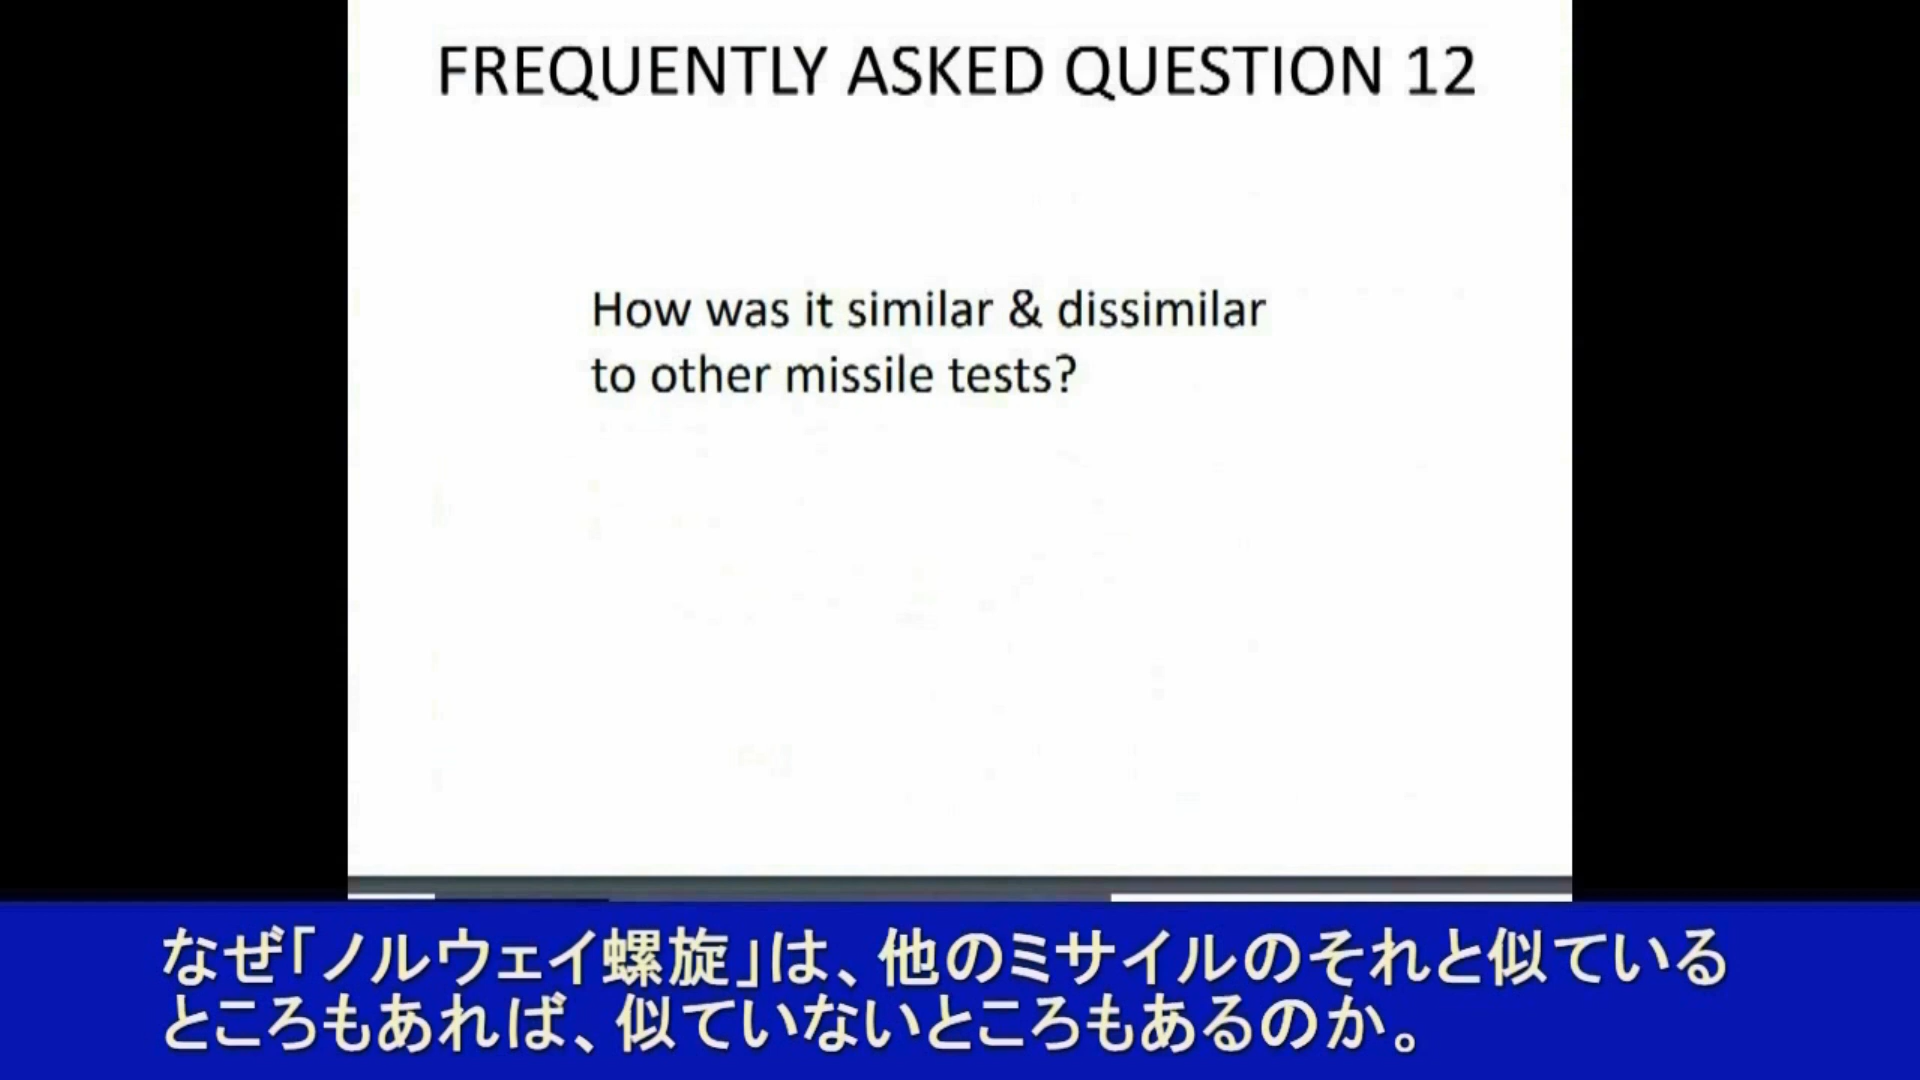 FREQUENTLY ASKED QUESTION 12
How was it similar & dissimilar
to other missile tests?
なぜ「ノルウェイ螺旋」は、他のミサイルのそれと似ている
ところもあれば、似ていないところもあるのか。